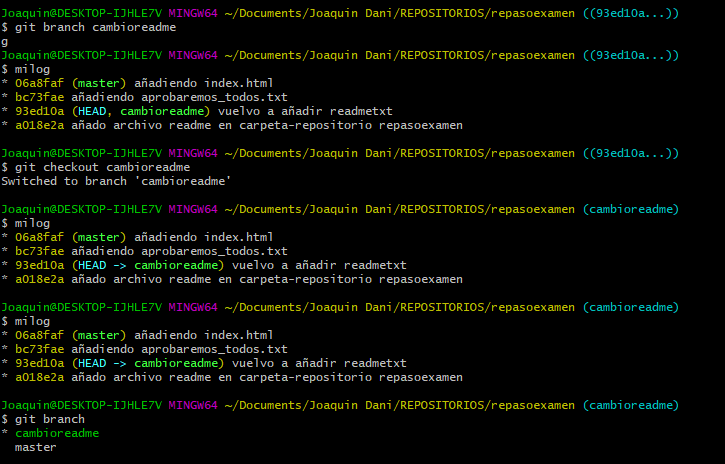 Joaquin@DESKTOP-IJHLE7V MINGW64 ~/Documents/Joaquin Dani/REPOSITORIOS/repasoexamen ((93ed10a...))
$ git branch cambioreadme
g
Joaquin@DESKTOP-IJHLE7V MINGW64 ~/Documents/Joaquin Dani/REPOSITORIOS/repasoexamen ((93ed10a...))
$ milog
* 06a8faf (master) añadiendo index.html
* bc73fae añadiendo aprobaremos_todos.txt
* 93ed10a (HEAD, cambioreadme) vuelvo a añadir readmetxt
* a018e2a añado archivo readme en carpeta-repositorio repasoexamen
Joaquin@DESKTOP-IJHLE7V MINGW64 ~/Documents/Joaquin Dani/REPOSITORIOS/repasoexamen ((93ed10a...))
$ git checkout cambioreadme
Switched to branch 'cambioreadme'
Joaquin@DESKTOP-IJHLE7V MINGW64 ~/Documents/Joaquin Dani/REPOSITORIOS/repasoexamen (cambioreadme)
$ milog
* 06a8faf (master) añadiendo index.html
* bc73fae añadiendo aprobaremos_todos.txt
* 93ed10a (HEAD -> cambioreadme) vuelvo a añadir readmetxt
* a018e2a añado archivo readme en carpeta-repositorio repasoexamen
Joaquin@DESKTOP-IJHLE7V MINGW64 ~/Documents/Joaquin Dani/REPOSITORIOS/repasoexamen (cambioreadme)
$ milog
* 06a8faf (master) añadiendo index.html
* bc73fae añadiendo aprobaremos_todos.txt
* 93ed10a (HEAD -> cambioreadme) vuelvo a añadir readmetxt
* a018e2a añado archivo readme en carpeta-repositorio repasoexamen
Joaquin@DESKTOP-IJHLE7V MINGW64 ~/Documents/Joaquin Dani/REPOSITORIOS/repasoexamen (cambioreadme)
$ git branch
* cambioreadme
master